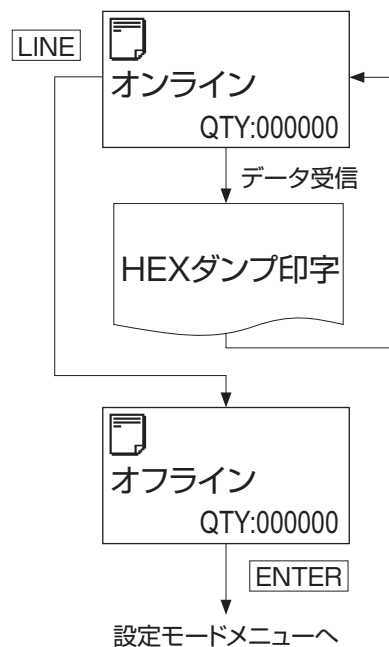 LINE
オンライン
QTY:000000
データ受信
HEXダンプ印字
オフライン
QTY:000000
ENTER
設定モードメニューへ